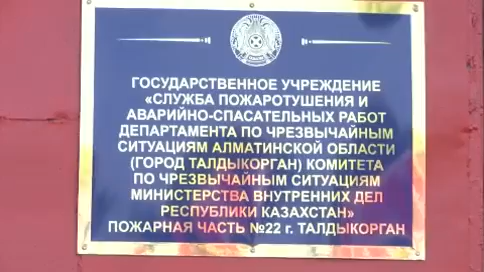 ГОСУДАРСТВЕННОЕ УЧРЕЖДЕНИЕ
«СЛУЖБА ПОЖАРОТУШЕНИЯ И
АВАРИЙНО-СПАСАТЕЛЬНЫХ РАБОТ
ДЕПАРТАМЕНТА ПО ЧРЕЗВЫЧАЙНЫМ
СИТУАЦИЯМ АЛМАТИНСКОЙ ОБЛАСТИ
(ГОРОД ТАЛДЫКОРГАН) КОМИТЕТА
ПО ЧРЕЗВЫЧАЙНЫМ СИТУАЦИЯМ
МИНИСТЕРСТВА ВНУТРЕННИХ ДЕЛ
РЕСПУБЛИКИ КАЗАХСТАН»
ПОЖАРНАЯ ЧАСТЬ №22 г. ТАЛДЫКОРГАН